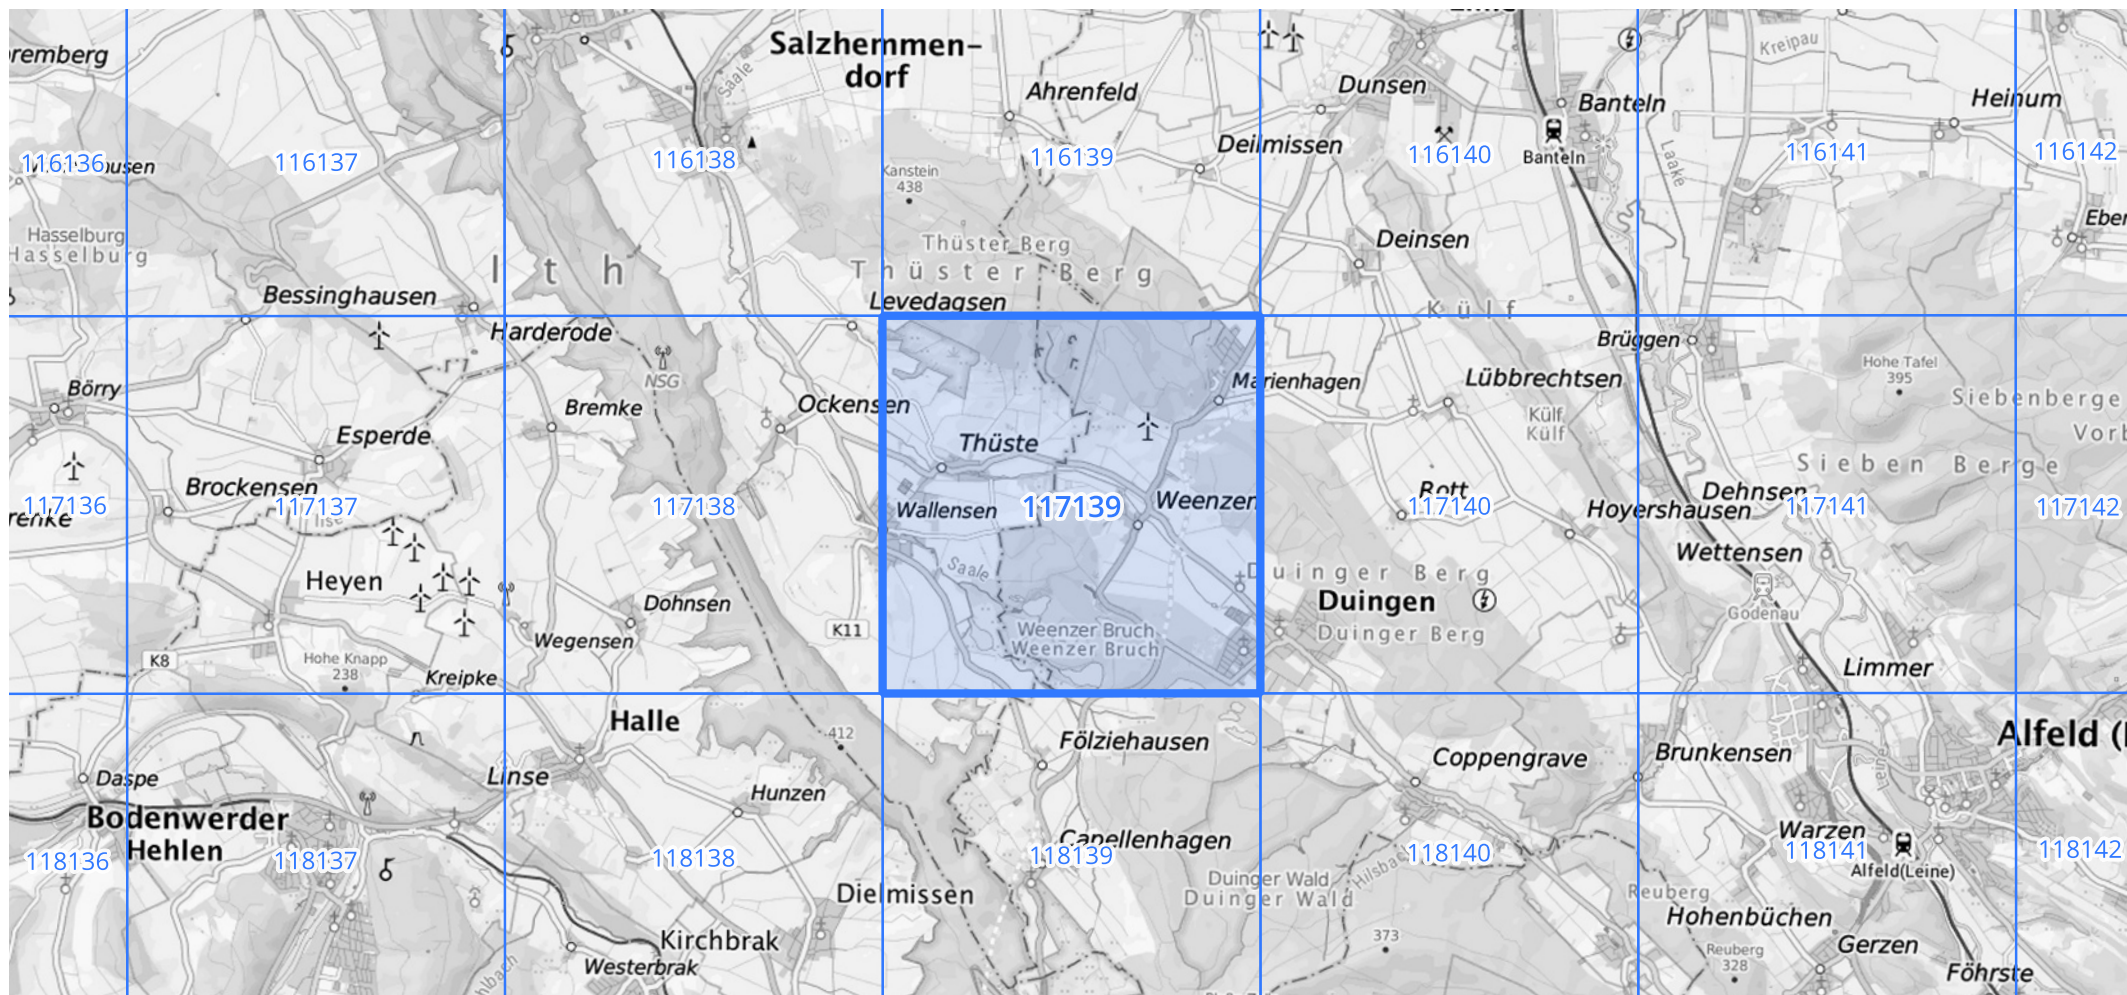 Salzhemmen-
dorf
Ahrenfeld
Dunsen
Banteln
Heinum
Kreipau
Saale
Deilmissen
Banteln
Laake
116136
116137
116138
116139
116140
116141
116142
Kanstein
438
Hasselburg
Hasselburg
Thüster Berg
Thüster Berg
Deinsen
Ith
Bessinghausen
Levedagsen
Külf
Harderode
Brüggen
NSG
Marienhagen
Lübbrechtsen
Hohe Tafel
395
Börry
Bremke
Ockensen
Siebenberge
Külf
Külf
Esperde
Thüste
Sieben Berge
Brockensen
Rott
Dehnsen
Wallensen
Weenzen
Hoyershausen
117136
117137
117138
117139
117140
117141
117142
Ilse
Wettensen
Heyen
Saale
Duinger Berg
Duingen
Duinger Berg
Godenau
Dohnsen
K11
Wegensen
Weenzer Bruch
Weenzer Bruch
K8
Hohe Knapp
238
Kreipke
Limmer
Halle
412
Fölziehausen
Coppengrave
Brunkensen
Leine
Daspe
Linse
Hunzen
Bodenwerder
Hehlen
Capellenhagen
Warzen
118136
118137
118138
118139
118140
118141
118142
Alfeld(Leine)
Dielmissen
Duinger Wald
Duinger Wald
Reuberg
Hohenbüchen
Kirchbrak
373
Gerzen
Reuberg
328
Westerbrak
Föhrste